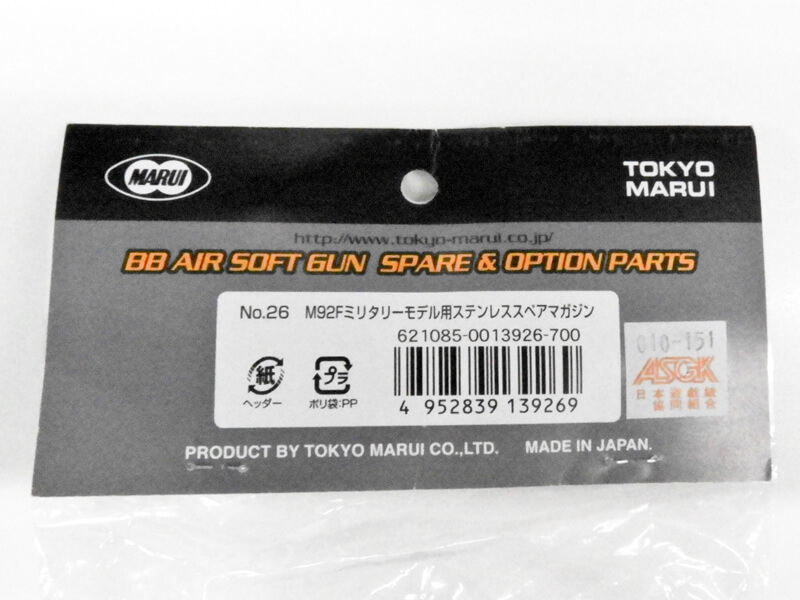 MARUI
TOKYO
MARUI
http://www.tokyo-marui.co.jp/
BB AIR SOFT GUN SPARE & OPTION PARTS
No.26 M92Fミリタリーモデル用ステンレススペアマガジン
621085-0013926-700
紙
ヘッダー
プラ
ポリ袋:PP
4 952839 139269
010-151
ASGK
日本遊戯銃
協同組合
PRODUCT BY TOKYO MARUI CO.,LTD. MADE IN JAPAN.